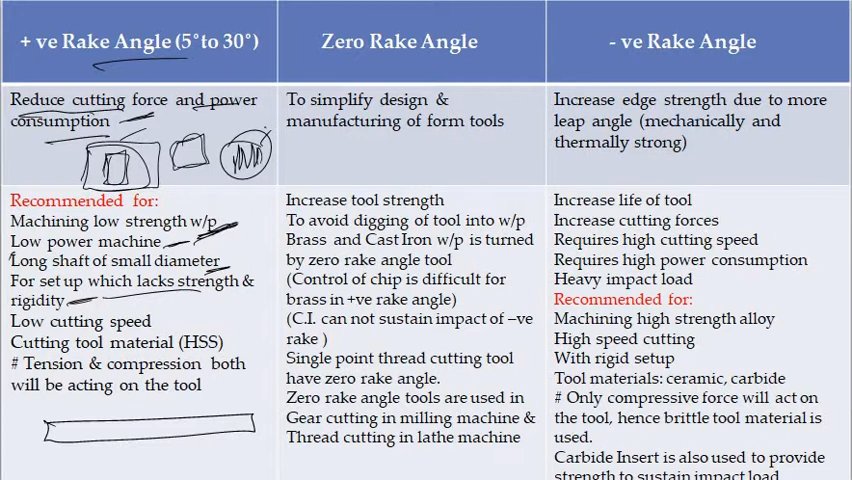 + ve Rake Angle (5˚to 30˚)
Zero Rake Angle
- ve Rake Angle
Reduce cutting force and power
consumption
To simplify design &
manufacturing of form tools
Increase edge strength due to more
leap angle (mechanically and
thermally strong)
Recommended for:
Machining low strength w/p
Low power machine
Long shaft of small diameter
For set up which lacks strength &
rigidity
Low cutting speed
Cutting tool material (HSS)
# Tension & compression both
will be acting on the tool
Increase tool strength
To avoid digging of tool into w/p
Brass and Cast Iron w/p is turned
by zero rake angle tool
(Control of chip is difficult for
brass in +ve rake angle)
(C.I. can not sustain impact of –ve
rake )
Single point thread cutting tool
have zero rake angle.
Zero rake angle tools are used in
Gear cutting in milling machine &
Thread cutting in lathe machine
Increase life of tool
Increase cutting forces
Requires high cutting speed
Requires high power consumption
Heavy impact load
Recommended for:
Machining high strength alloy
High speed cutting
With rigid setup
Tool materials: ceramic, carbide
# Only compressive force will act on
the tool, hence brittle tool material is
used.
Carbide Insert is also used to provide
strength to sustain impact load